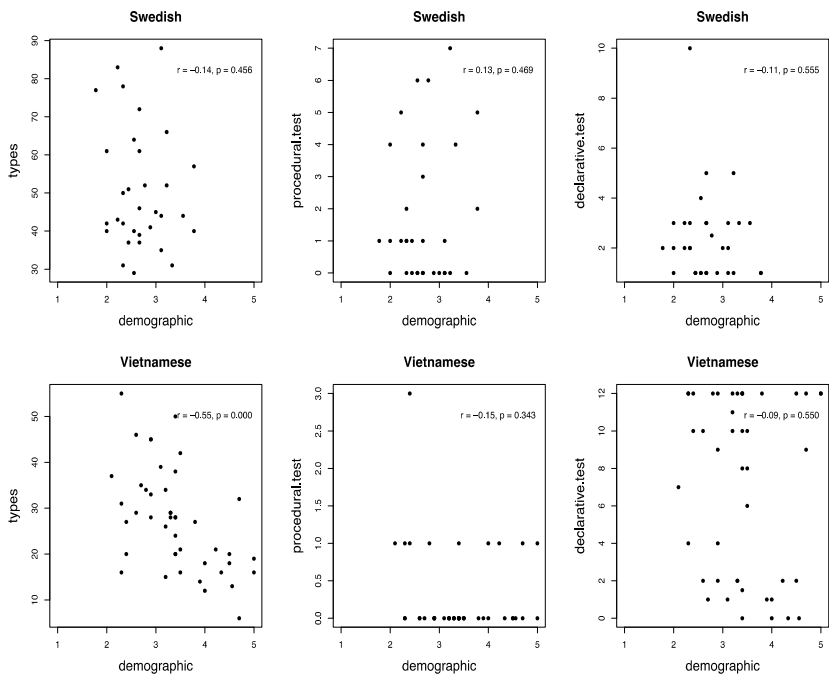 Swedish
r = −0.14, p = 0.456
types
30 40 50 60 70 80 90
1 2 3 4 5
demographic
Swedish
r = 0.13, p = 0.469
procedural.test
0 1 2 3 4 5 6 7
1 2 3 4 5
demographic
Swedish
r = −0.11, p = 0.555
declarative.test
2 4 6 8 10
1 2 3 4 5
demographic
Vietnamese
r = −0.55, p = 0.000
types
10 20 30 40 50
1 2 3 4 5
demographic
Vietnamese
r = −0.15, p = 0.343
procedural.test
0.0 0.5 1.0 1.5 2.0 2.5 3.0
1 2 3 4 5
demographic
Vietnamese
r = −0.09, p = 0.550
declarative.test
0 2 4 6 8 10 12
1 2 3 4 5
demographic